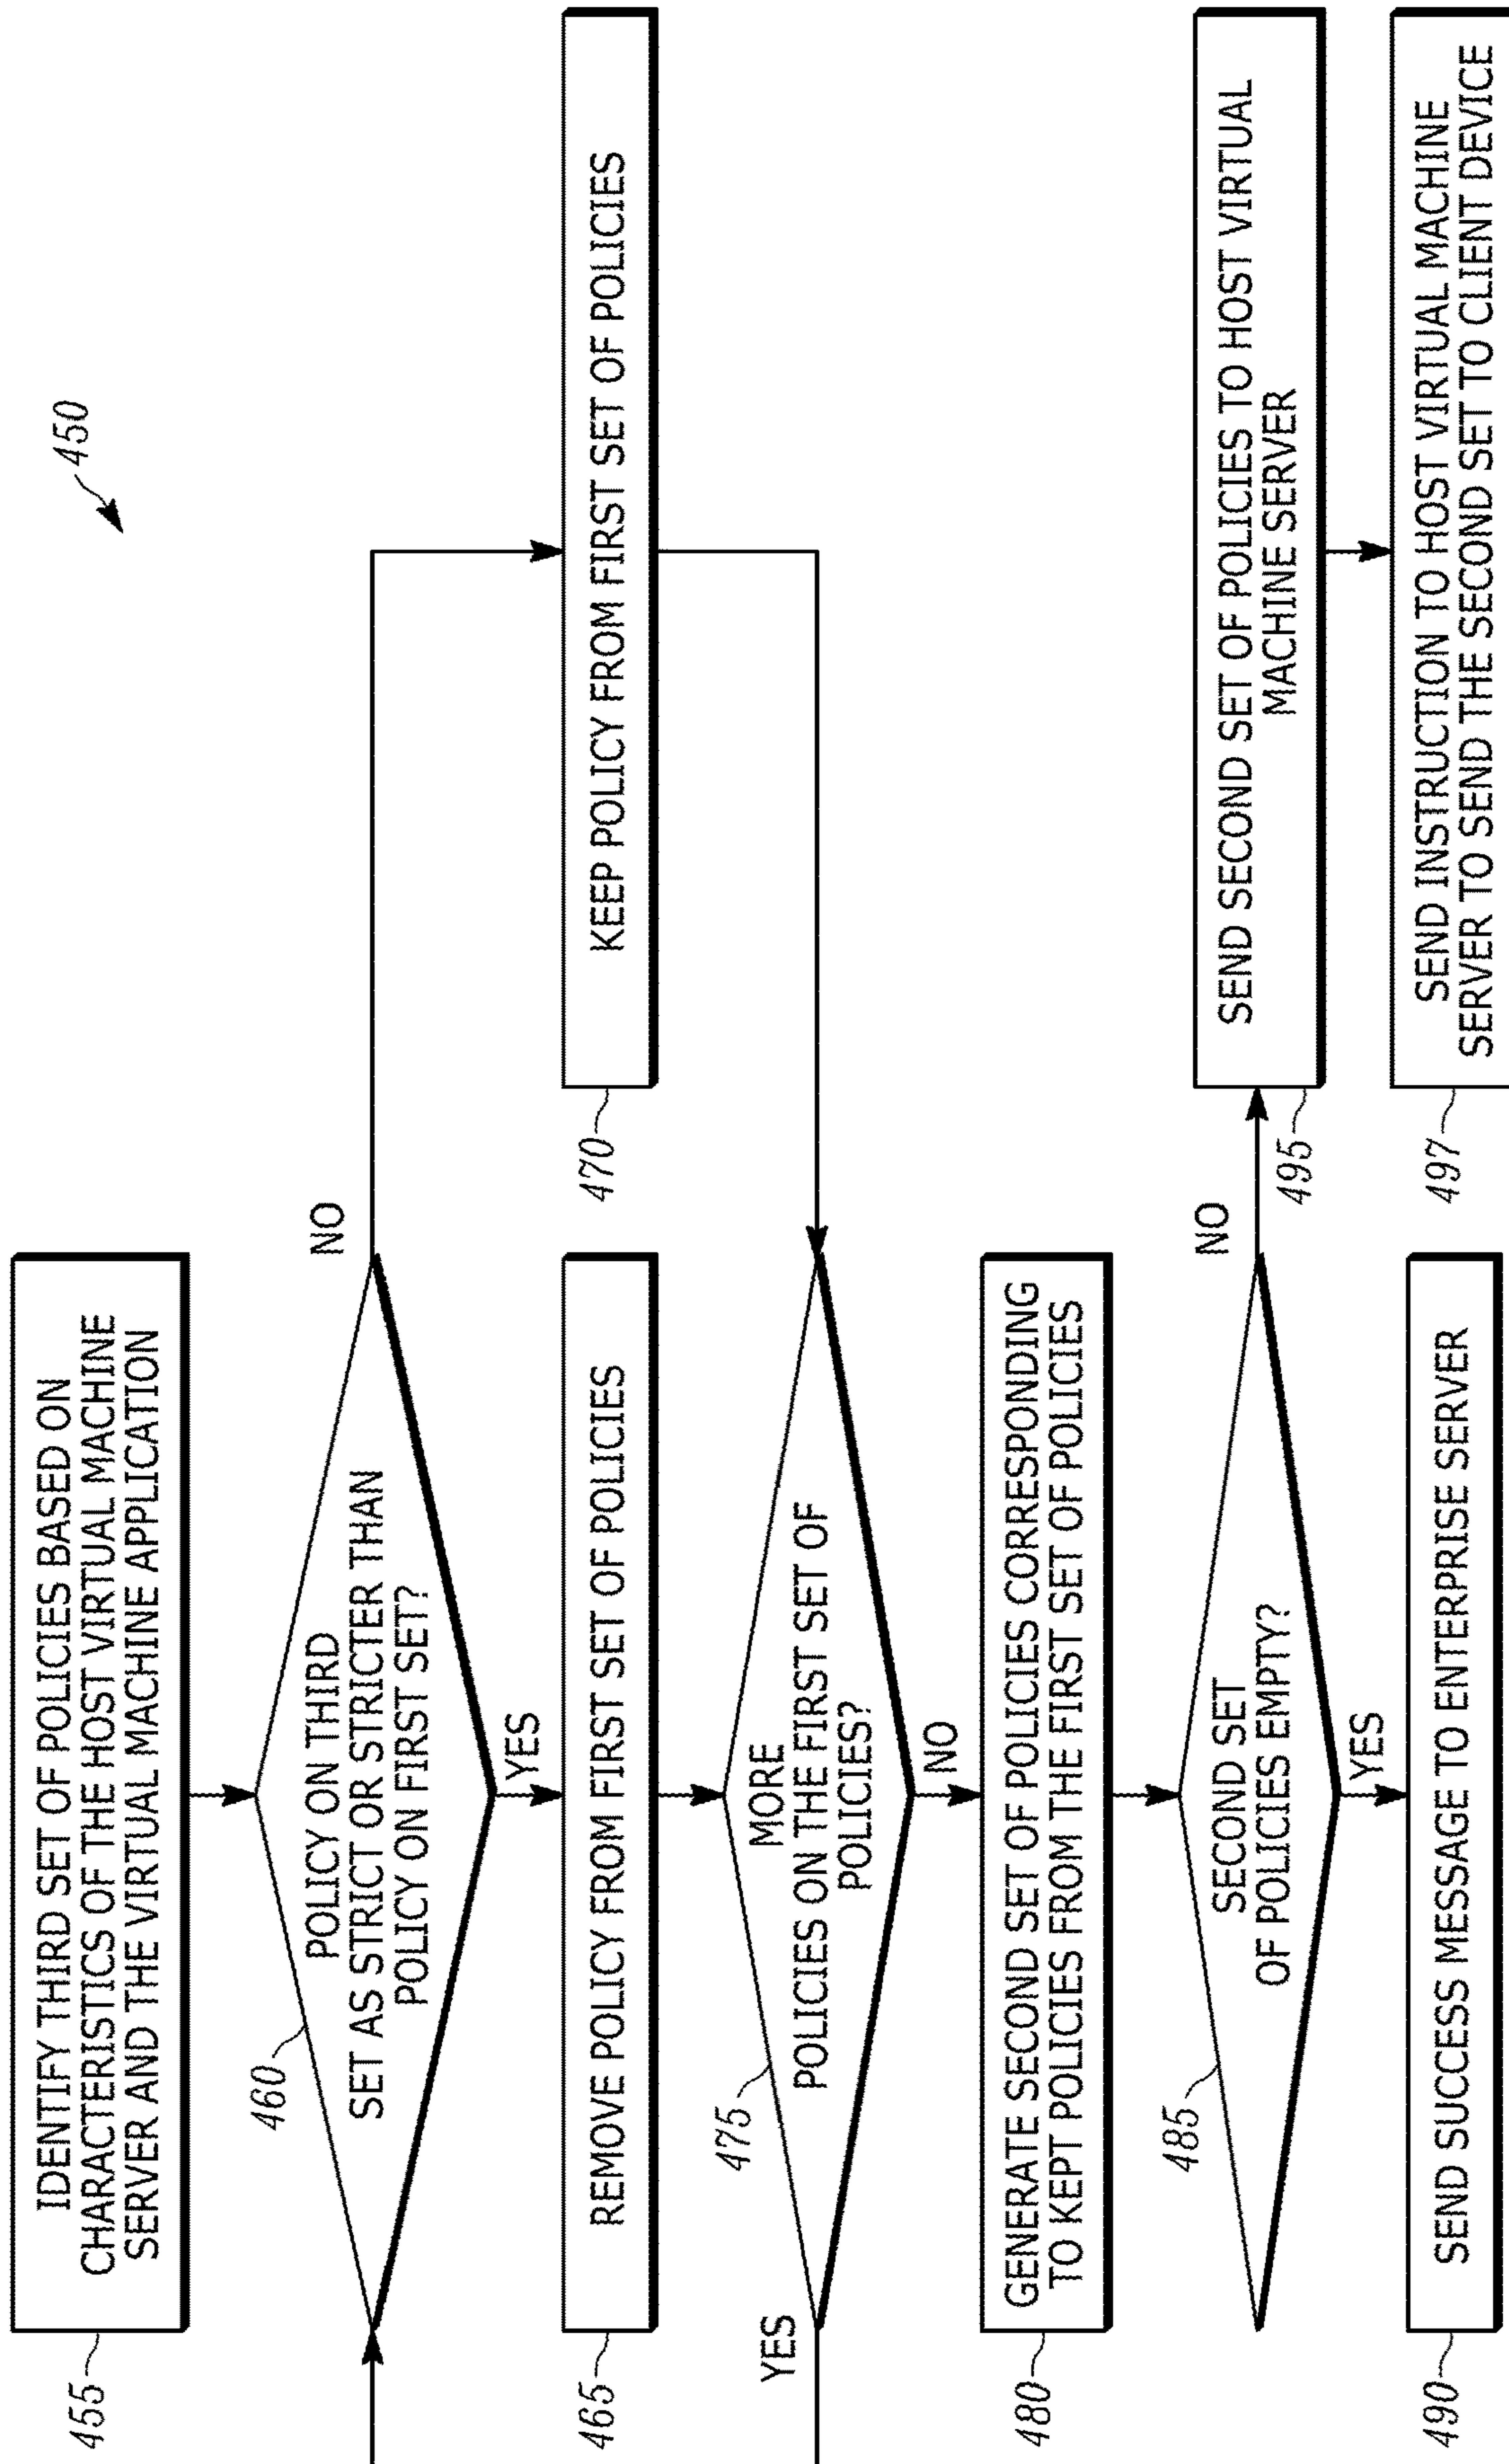 450
455
IDENTIFY THIRD SET OF POLICIES BASED ON
CHARACTERISTICS OF THE HOST VIRTUAL MACHINE
SERVER AND THE VIRTUAL MACHINE APPLICATION
460
POLICY ON THIRD
SET AS STRICT OR STRICTER THAN
POLICY ON FIRST SET?
NO
YES
465
REMOVE POLICY FROM FIRST SET OF POLICIES
470
KEEP POLICY FROM FIRST SET OF POLICIES
475
MORE
POLICIES ON THE FIRST SET OF
POLICIES?
YES
NO
480
GENERATE SECOND SET OF POLICIES CORRESPONDING
TO KEPT POLICIES FROM THE FIRST SET OF POLICIES
485
SECOND SET
OF POLICIES EMPTY?
NO
YES
490
SEND SUCCESS MESSAGE TO ENTERPRISE SERVER
495
SEND SECOND SET OF POLICIES TO HOST VIRTUAL
MACHINE SERVER
497
SEND INSTRUCTION TO HOST VIRTUAL MACHINE
SERVER TO SEND THE SECOND SET TO CLIENT DEVICE